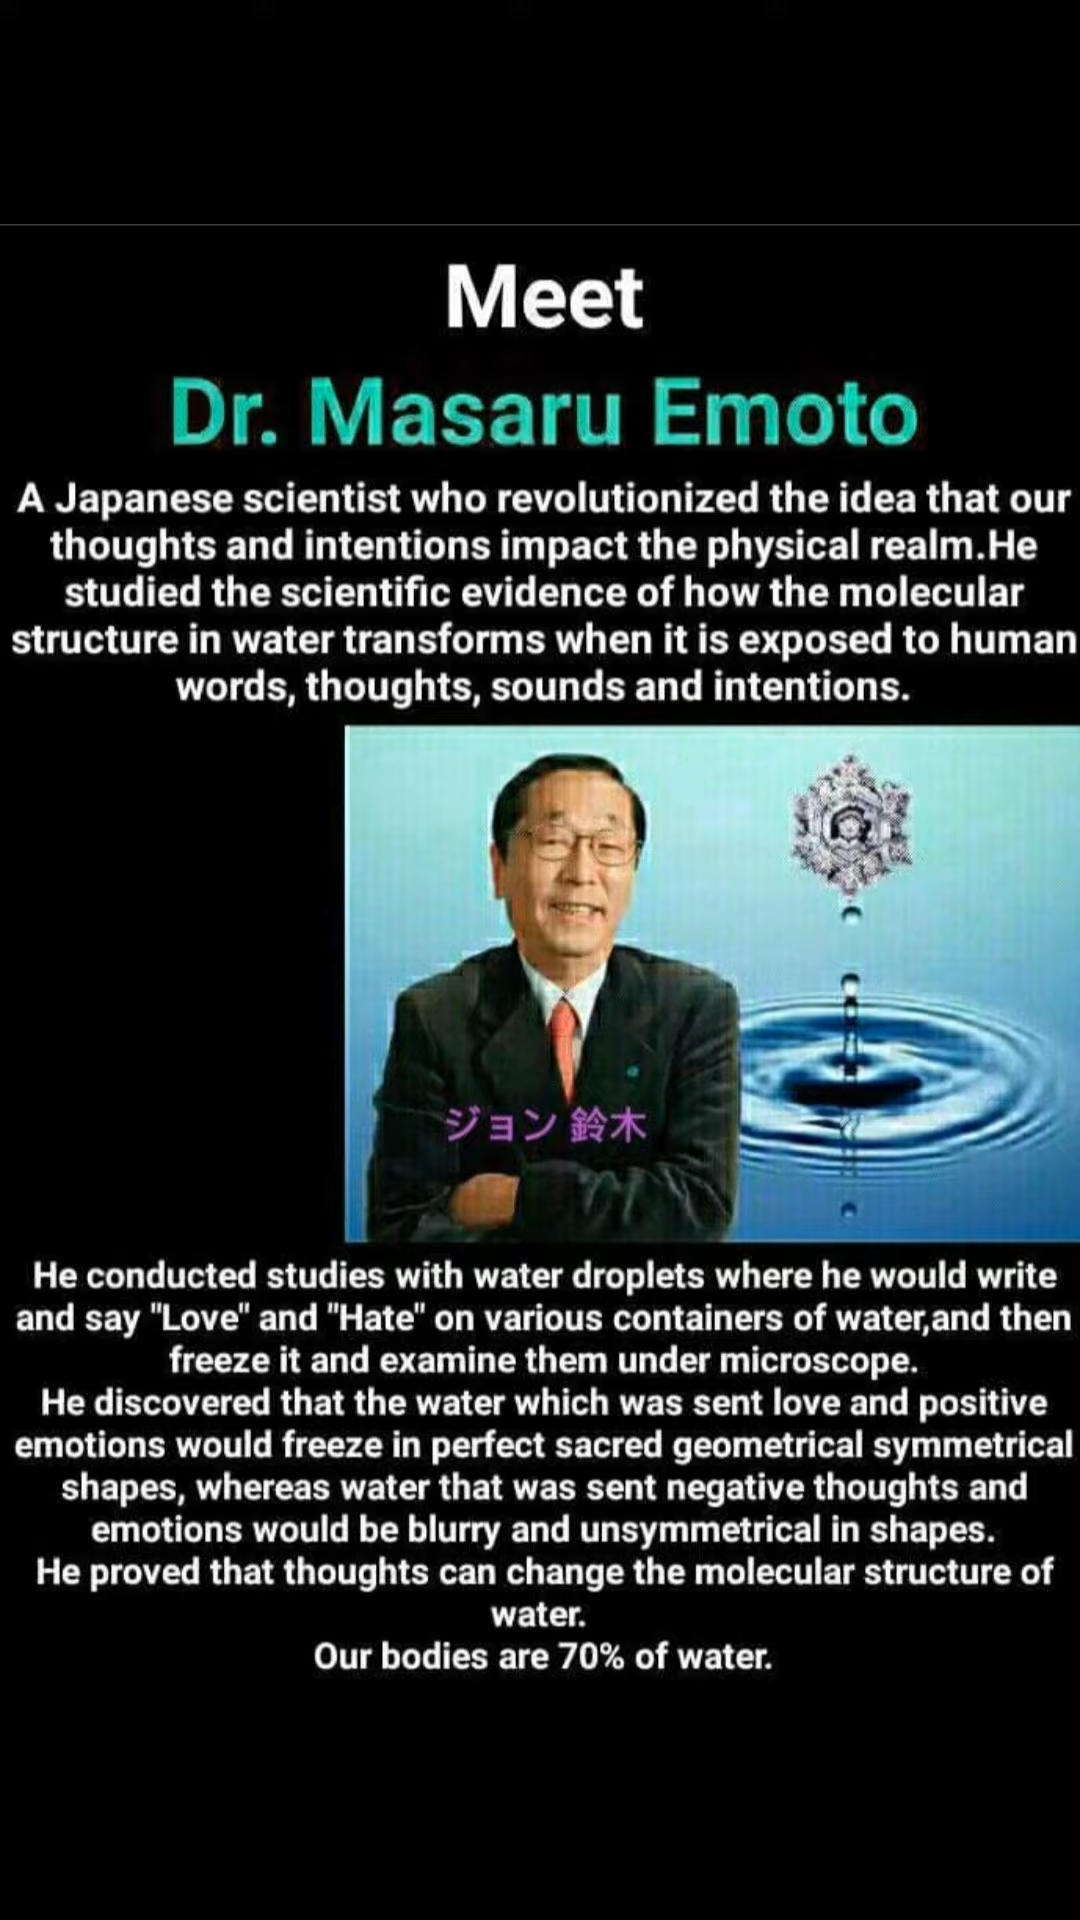 Meet
Dr. Masaru Emoto
A Japanese scientist who revolutionized the idea that our
thoughts and intentions impact the physical realm.He
studied the scientific evidence of how the molecular
structure in water transforms when it is exposed to human
words, thoughts, sounds and intentions.
ジョン 鈴木
He conducted studies with water droplets where he would write
and say "Love" and "Hate" on various containers of water,and then
freeze it and examine them under microscope.
He discovered that the water which was sent love and positive
emotions would freeze in perfect sacred geometrical symmetrical
shapes, whereas water that was sent negative thoughts and
emotions would be blurry and unsymmetrical in shapes.
He proved that thoughts can change the molecular structure of
water.
Our bodies are 70% of water.